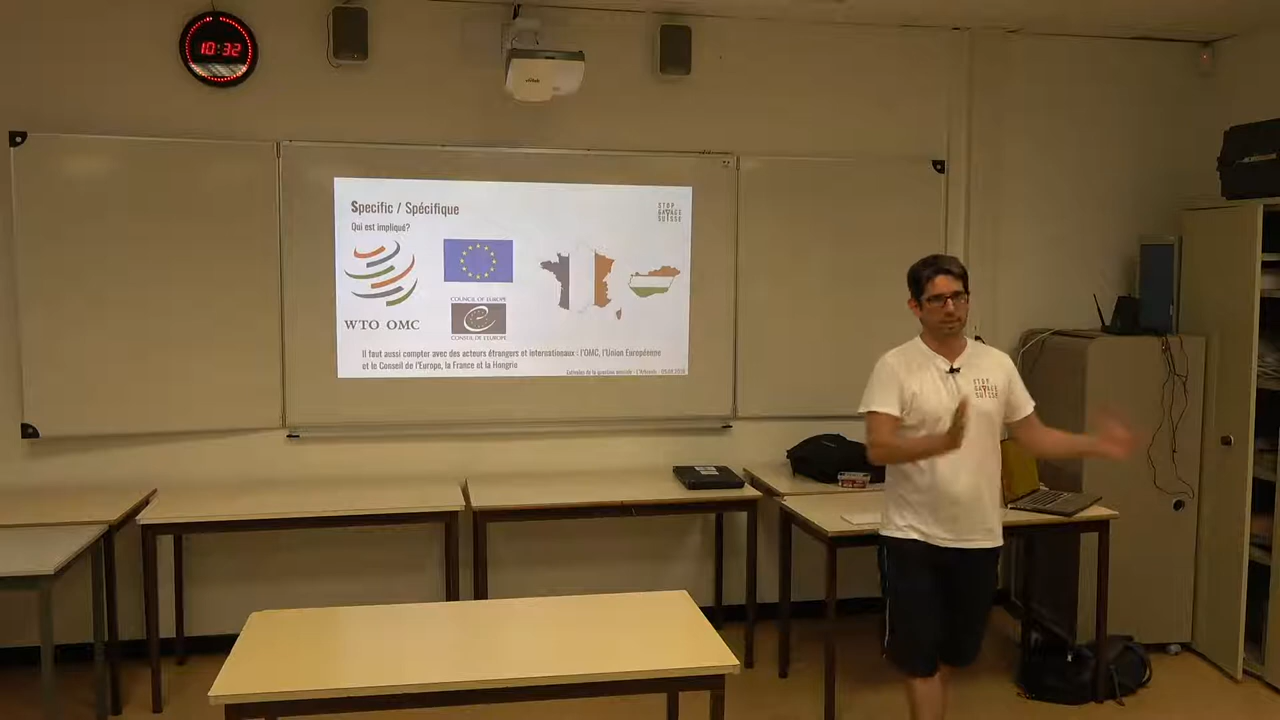 10:32
Specific / Spécifique
STOP
GAVAGE
SUISSE
Qui est impliqué?
WTO OMC
COUNCIL OF EUROPE
CONSEIL DE L'EUROPE
Il faut aussi compter avec des acteurs étrangers et internationaux : l'OMC, l'Union Européenne
et le Conseil de l'Europe, la France et la Hongrie
STOP
GAVAGE
SUISSE